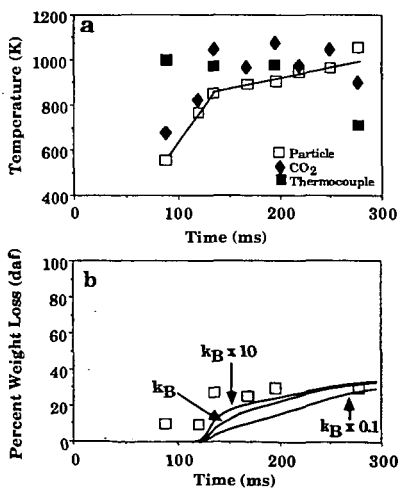 a
1200
1000
800
600
400
0
100
200
300
Temperature (K)
Time (ms)
Particle
CO2
Thermocouple
b
100
80
60
40
20
0
0
100
200
300
Percent Weight Loss (daf)
Time (ms)
kB x 10
kB
kB x 0.1